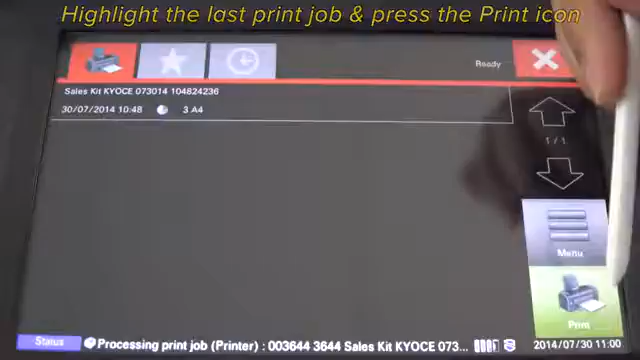 Highlight the last print job & press the Print icon
Ready
Sales Kit KYOCE 073014 104824236
30/07/2014 10:48 3 A4
1/1
Menu
Print
Status
Processing print job (Printer) : 003644 3644 Sales Kit KYOCE 073...
2014/07/30 11:00